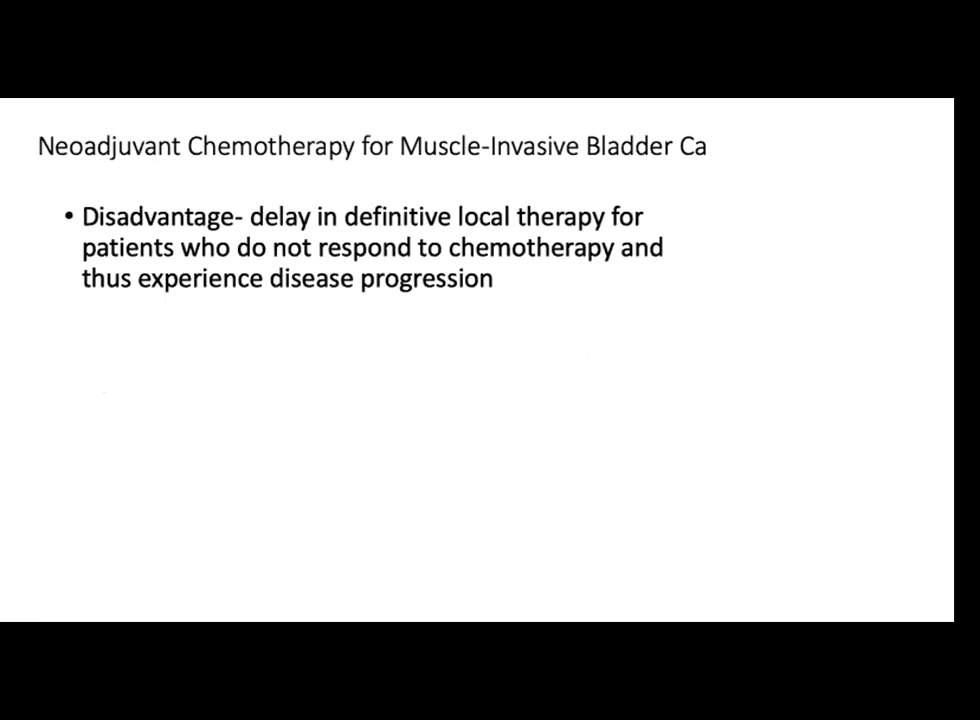 Neoadjuvant Chemotherapy for Muscle-Invasive Bladder Ca
• Disadvantage- delay in definitive local therapy for
patients who do not respond to chemotherapy and
thus experience disease progression